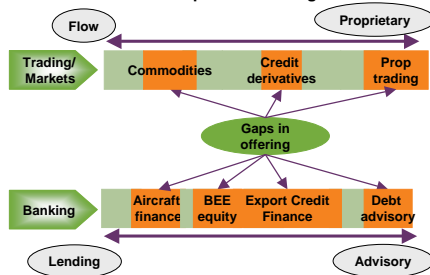 Flow
Proprietary
Trading/
Markets
Commodities
Credit
derivatives
Prop
trading
Gaps in
offering
Banking
Aircraft
finance
BEE
equity
Export Credit
Finance
Debt
advisory
Lending
Advisory